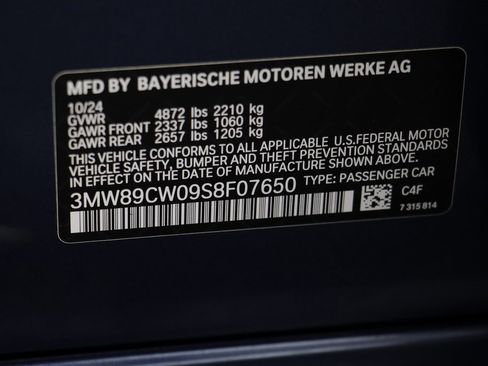 MFD BY BAYERISCHE MOTOREN WERKE AG
10/24
GVWR 4872 lbs 2210 kg
GAWR FRONT 2337 lbs 1060 kg
GAWR REAR 2657 lbs 1205 kg
THIS VEHICLE CONFORMS TO ALL APPLICABLE U.S.FEDERAL MOTOR
VEHICLE SAFETY, BUMPER AND THEFT PREVENTION STANDARDS
IN EFFECT ON THE DATE OF MANUFACTURE SHOWN ABOVE.
3MW89CW09S8F07650 TYPE: PASSENGER CAR
C4F
7 315 814